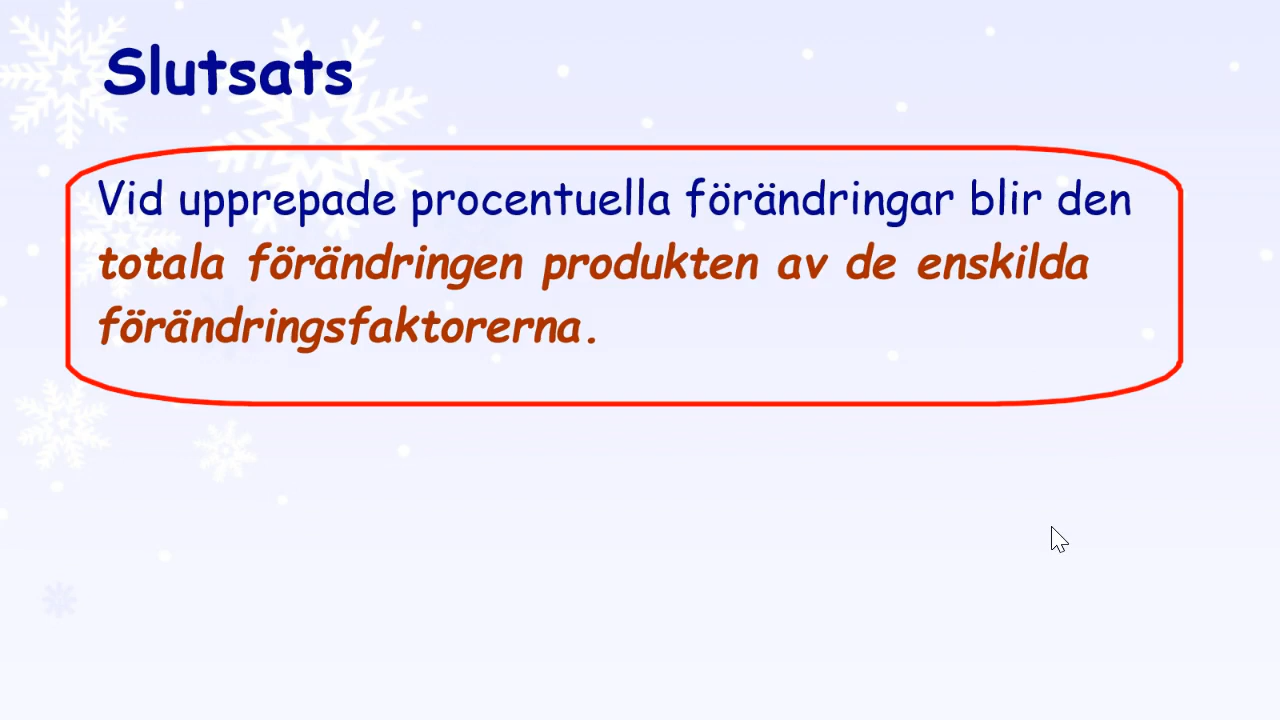 Slutsats
Vid upprepade procentuella förändringar blir den
totala förändringen produkten av de enskilda
förändringsfaktorerna.